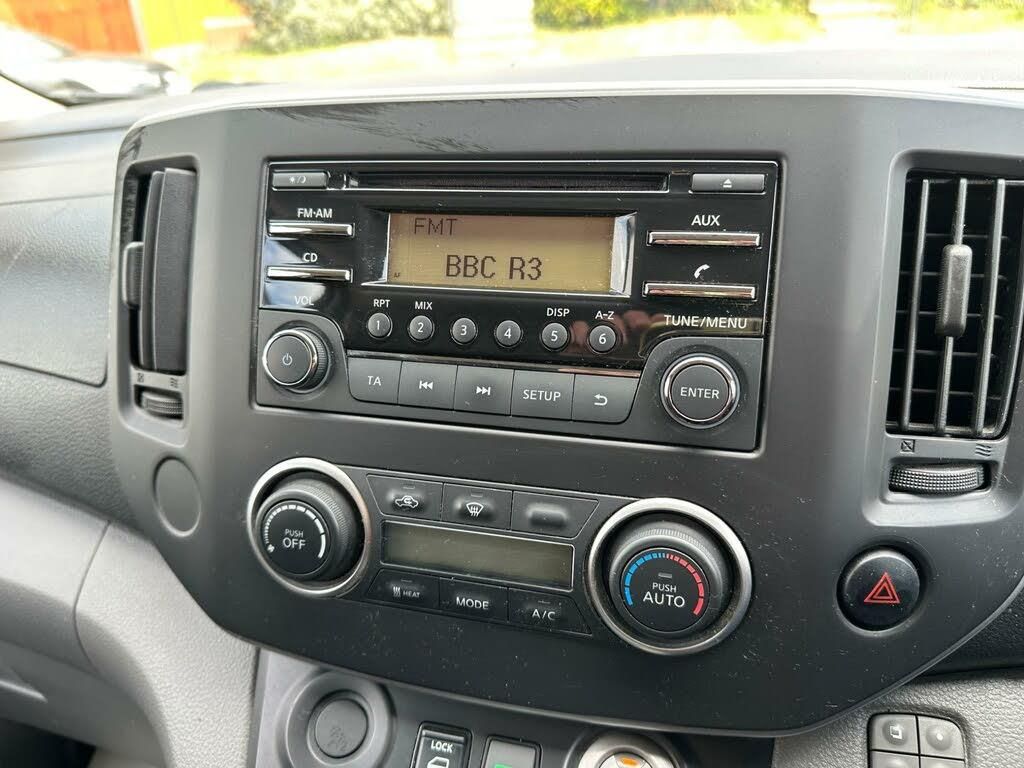 FM·AM
FMT
AUX
CD
AF
BBC R3
VOL
RPT
MIX
DISP
A-Z
TUNE/MENU
1
2
3
4
5
6
TA
SETUP
ENTER
PUSH
OFF
HEAT
MODE
A/C
PUSH
AUTO
LOCK